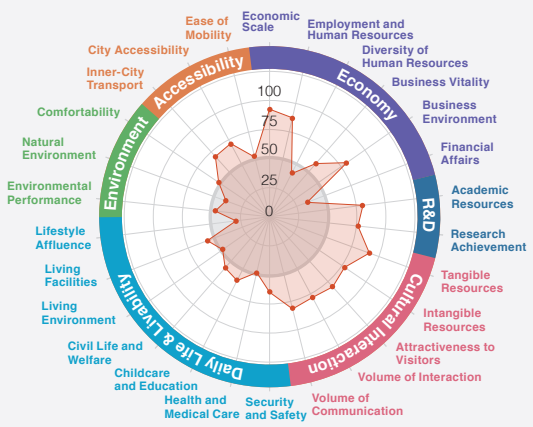 Economic
Scale
Employment and
Human Resources
Diversity of
Human Resources
Business Vitality
Business
Environment
Financial
Affairs
Academic
Resources
Research
Achievement
Tangible
Resources
Intangible
Resources
Attractiveness to
Visitors
Volume of Interaction
Volume of
Communication
Security
and Safety
Health and
Medical Care
Childcare
and Education
Civil Life and
Welfare
Living
Environment
Living
Facilities
Lifestyle
Affluence
Environmental
Performance
Natural
Environment
Comfortability
Inner-City
Transport
City Accessibility
Ease of
Mobility
Economy
R&D
Cultural Interaction
Daily Life & Livability
Environment
Accessibility
100
75
50
25
0